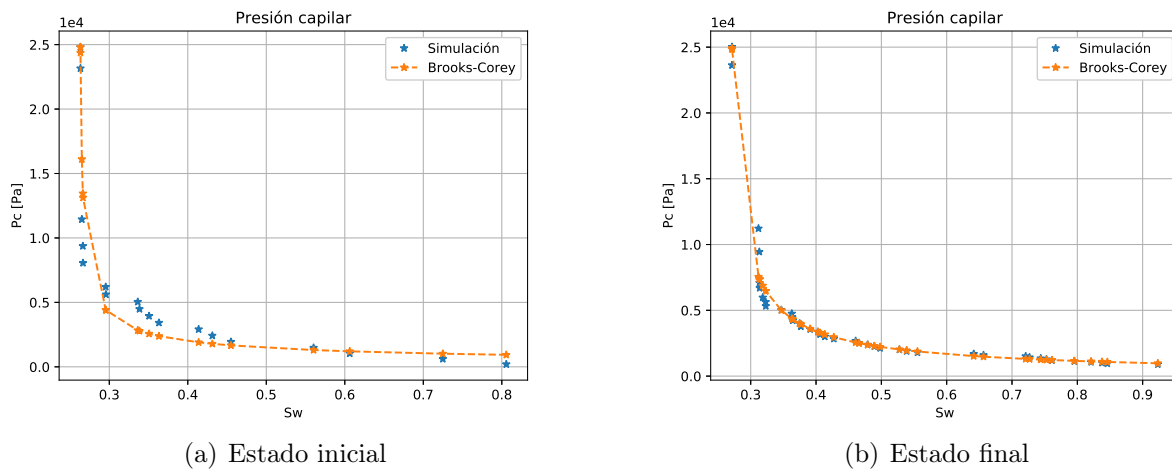 Presión capilar
1e4
2.5
2.0
1.5
1.0
0.5
0.0
Pc [Pa]
0.3
0.4
0.5
0.6
0.7
0.8
Sw
Simulación
Brooks-Corey
(a) Estado inicial
Presión capilar
1e4
2.5
2.0
1.5
1.0
0.5
0.0
Pc [Pa]
0.3
0.4
0.5
0.6
0.7
0.8
0.9
Sw
Simulación
Brooks-Corey
(b) Estado final